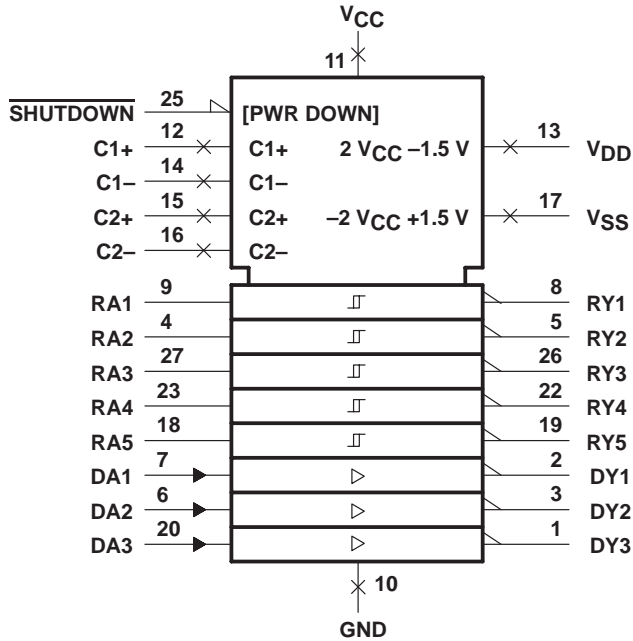 VCC
11
SHUTDOWN 25 [PWR DOWN]
C1+ 12 C1+ 2 VCC –1.5 V 13 VDD
C1– 14 C1–
C2+ 15 C2+ –2 VCC +1.5 V 17 VSS
C2– 16 C2–
RA1 9 8 RY1
RA2 4 5 RY2
RA3 27 26 RY3
RA4 23 22 RY4
RA5 18 19 RY5
DA1 7 2 DY1
DA2 6 3 DY2
DA3 20 1 DY3
10
GND